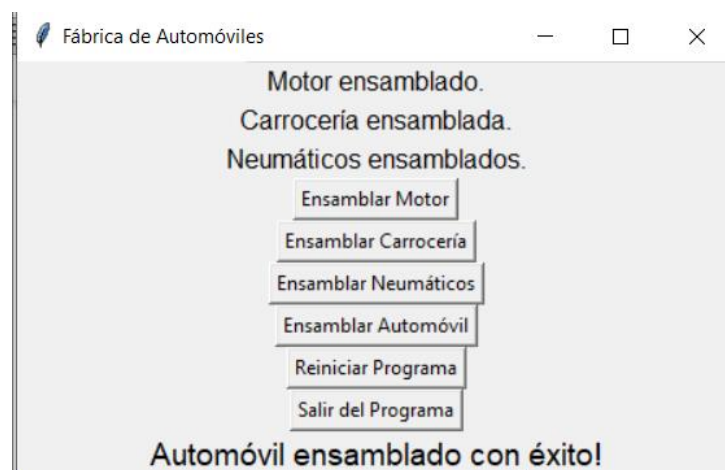 Fábrica de Automóviles
Motor ensamblado.
Carrocería ensamblada.
Neumáticos ensamblados.
Ensamblar Motor
Ensamblar Carrocería
Ensamblar Neumáticos
Ensamblar Automóvil
Reiniciar Programa
Salir del Programa
Automóvil ensamblado con éxito!